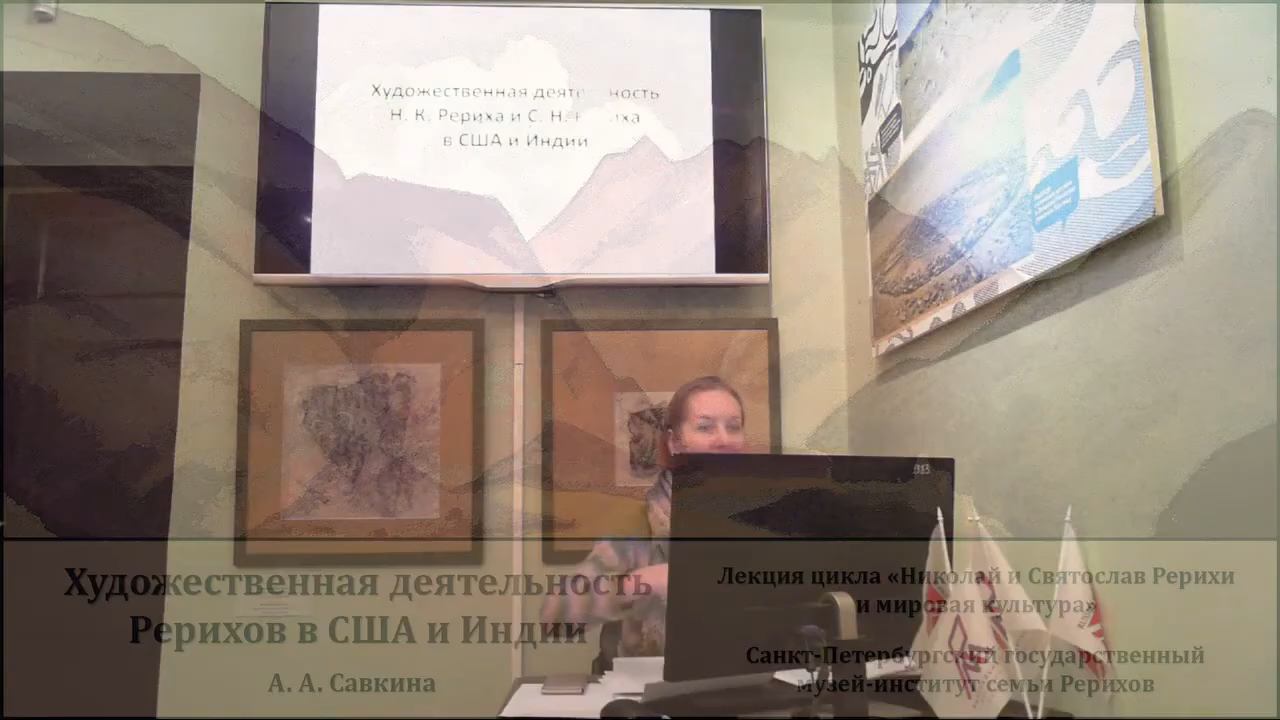 Художественная деятельность
Н. К. Рериха и С. Н.
в США и Индии
Художественная деятельность
Рерихов в США и Индии
А. А. Савкина
Лекция цикла «Николай и Святослав Рерихи
и мировая культура»
Санкт-Петербургский государственный
музей-институт семьи Рерихов